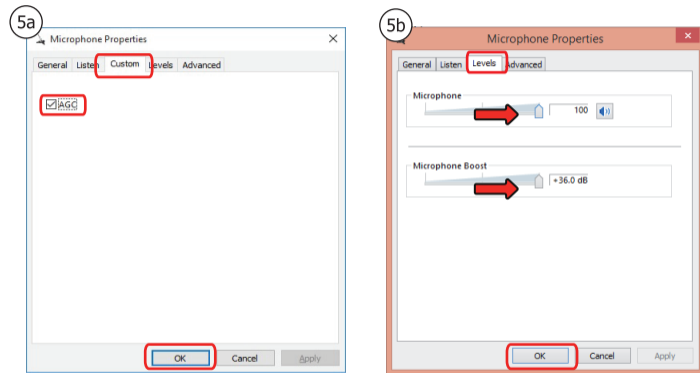 5a
Microphone Properties
General Listen Custom Levels Advanced
AGC
OK Cancel Apply
5b
Microphone Properties
General Listen Levels Advanced
Microphone
100
Microphone Boost
+36.0 dB
OK Cancel Apply